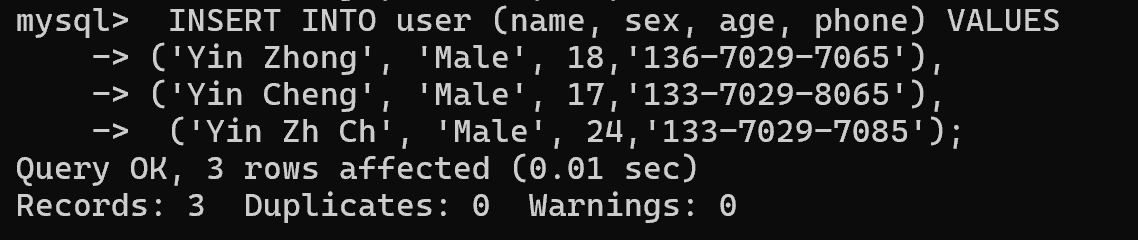 mysql>  INSERT INTO user (name, sex, age, phone) VALUES
    -> ('Yin Zhong', 'Male', 18,'136-7029-7065'),
    -> ('Yin Cheng', 'Male', 17,'133-7029-8065'),
    ->  ('Yin Zh Ch', 'Male', 24,'133-7029-7085');
Query OK, 3 rows affected (0.01 sec)
Records: 3  Duplicates: 0  Warnings: 0